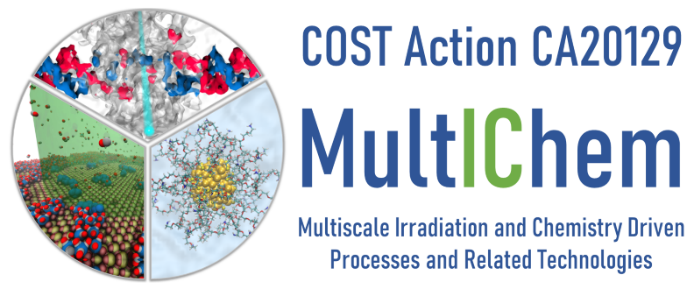 COST Action CA20129
MultIChem
Multiscale Irradiation and Chemistry Driven
Processes and Related Technologies